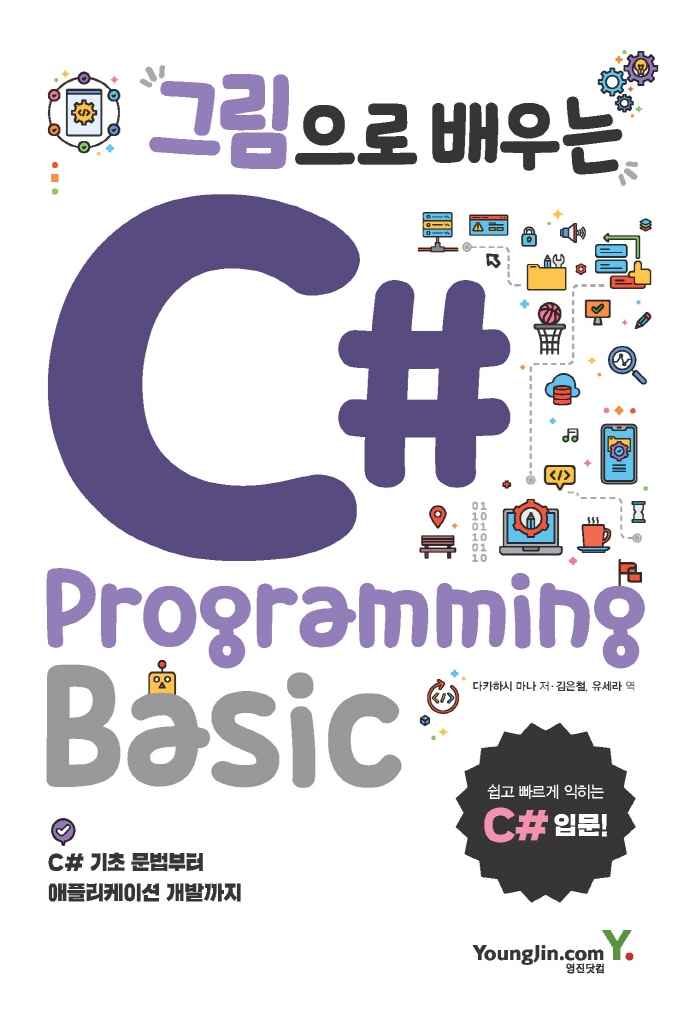 그림으로 배우는
C#
Programming
Basic
01
10
01
10
01
10
다카하시 마나 저 · 김은철, 유세라 역
쉽고 빠르게 익히는
C# 입문!
C# 기초 문법부터
애플리케이션 개발까지
YoungJin.com Y.
영진닷컴